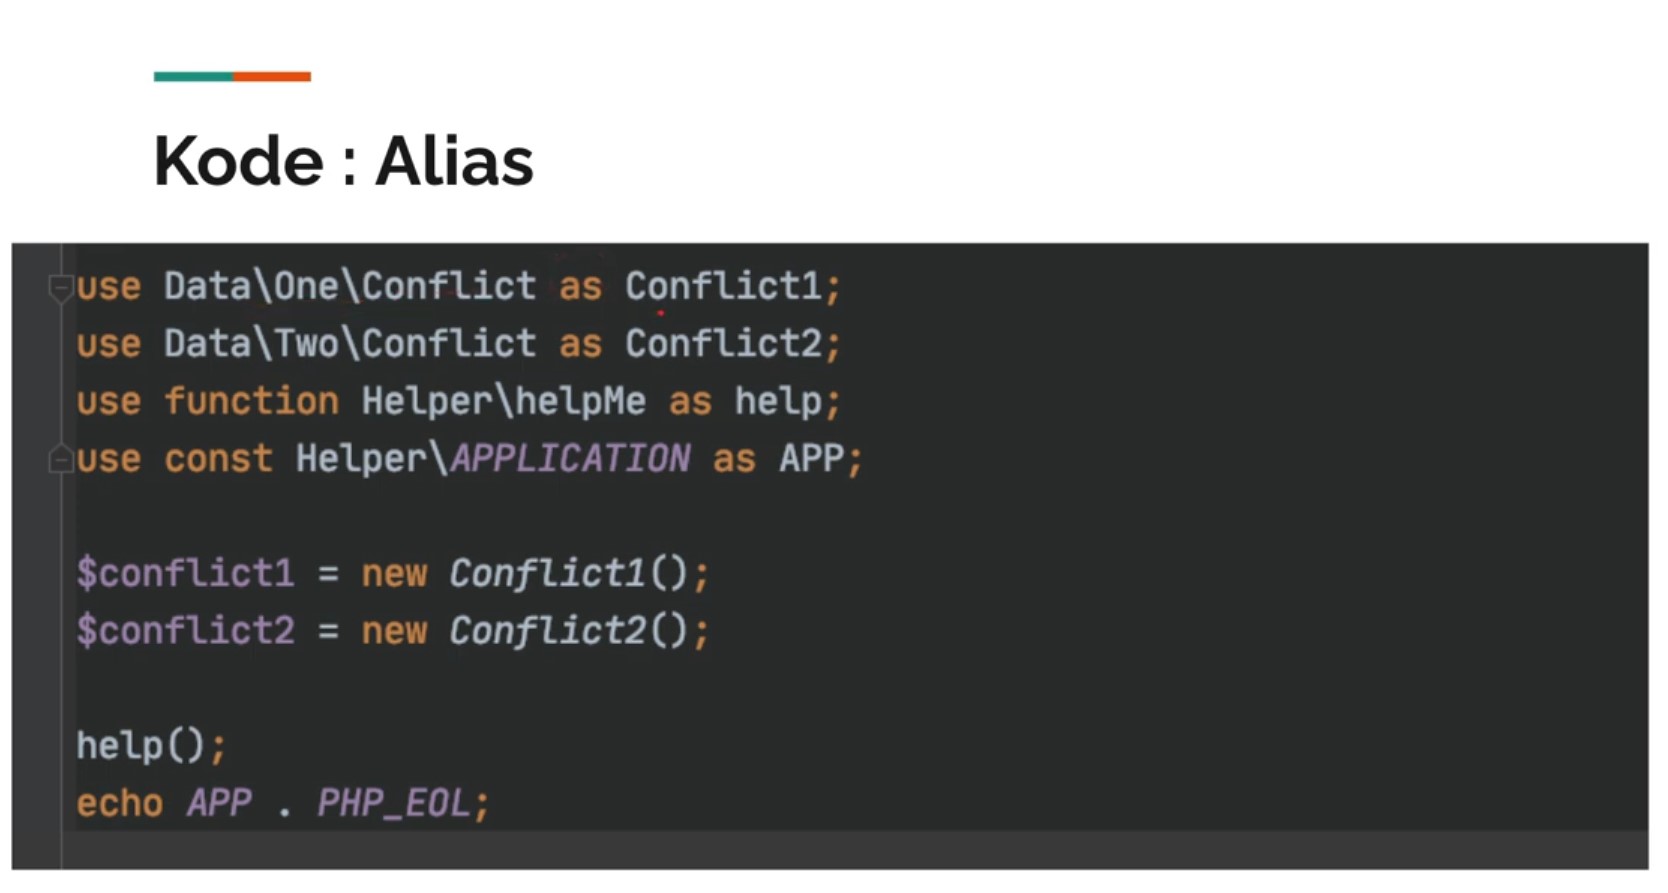 Kode : Alias
use Data\One\Conflict as Conflict1;
use Data\Two\Conflict as Conflict2;
use function Helper\helpMe as help;
use const Helper\APPLICATION as APP;
$conflict1 = new Conflict1();
$conflict2 = new Conflict2();
help();
echo APP . PHP_EOL;